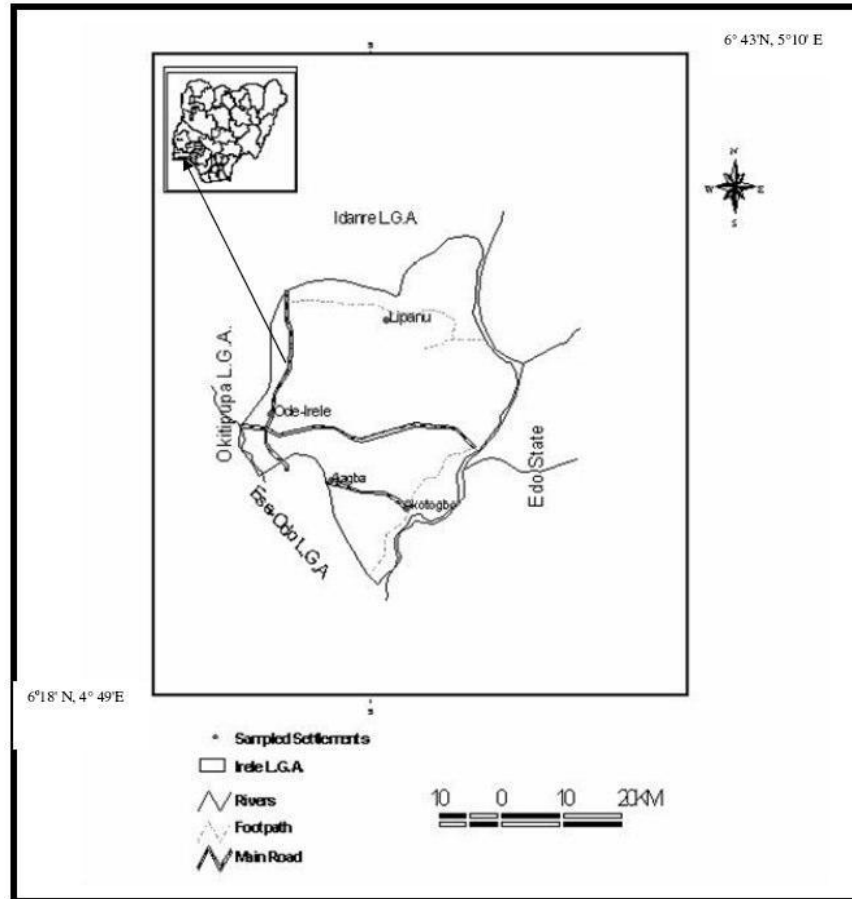 6° 43'N, 5°10' E
N
W E
S
Idanre L.G.A
Lipanu
Okitipupa L.G.A.
Ode-Irele
Edo State
Ese-Odo L.G.A
6°18' N, 4° 49'E
Sampled Settlements
Irele L.G.A.
Rivers
Footpath
Main Road
10 0 10 20KM